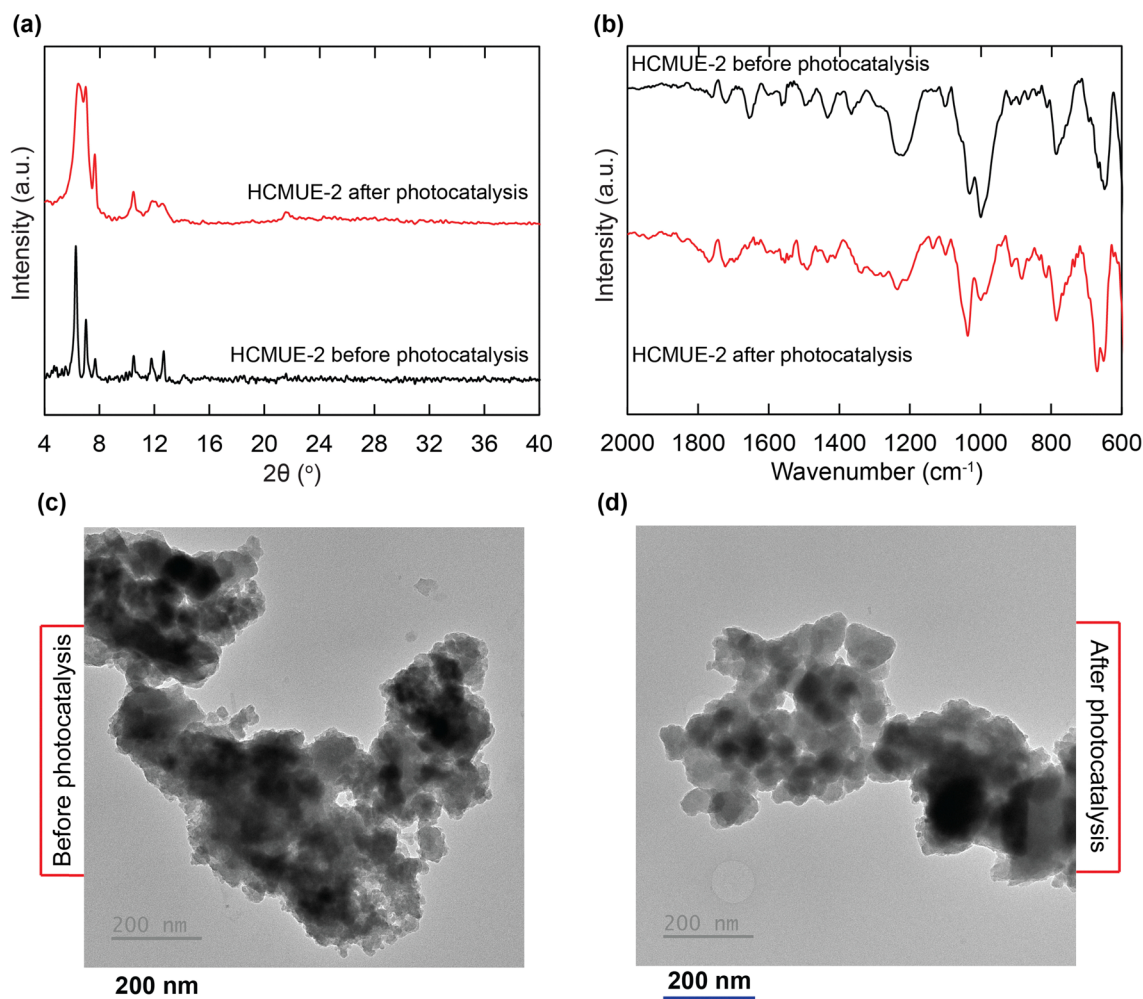 (a)
Intensity (a.u.)
HCMUE-2 after photocatalysis
HCMUE-2 before photocatalysis
4 8 12 16 20 24 28 32 36 40
2θ (°)
(b)
Intensity (a.u.)
HCMUE-2 before photocatalysis
HCMUE-2 after photocatalysis
2000 1800 1600 1400 1200 1000 800 600
Wavenumber (cm⁻¹)
(c)
Before photocatalysis
200 nm
200 nm
(d)
After photocatalysis
200 nm
200 nm